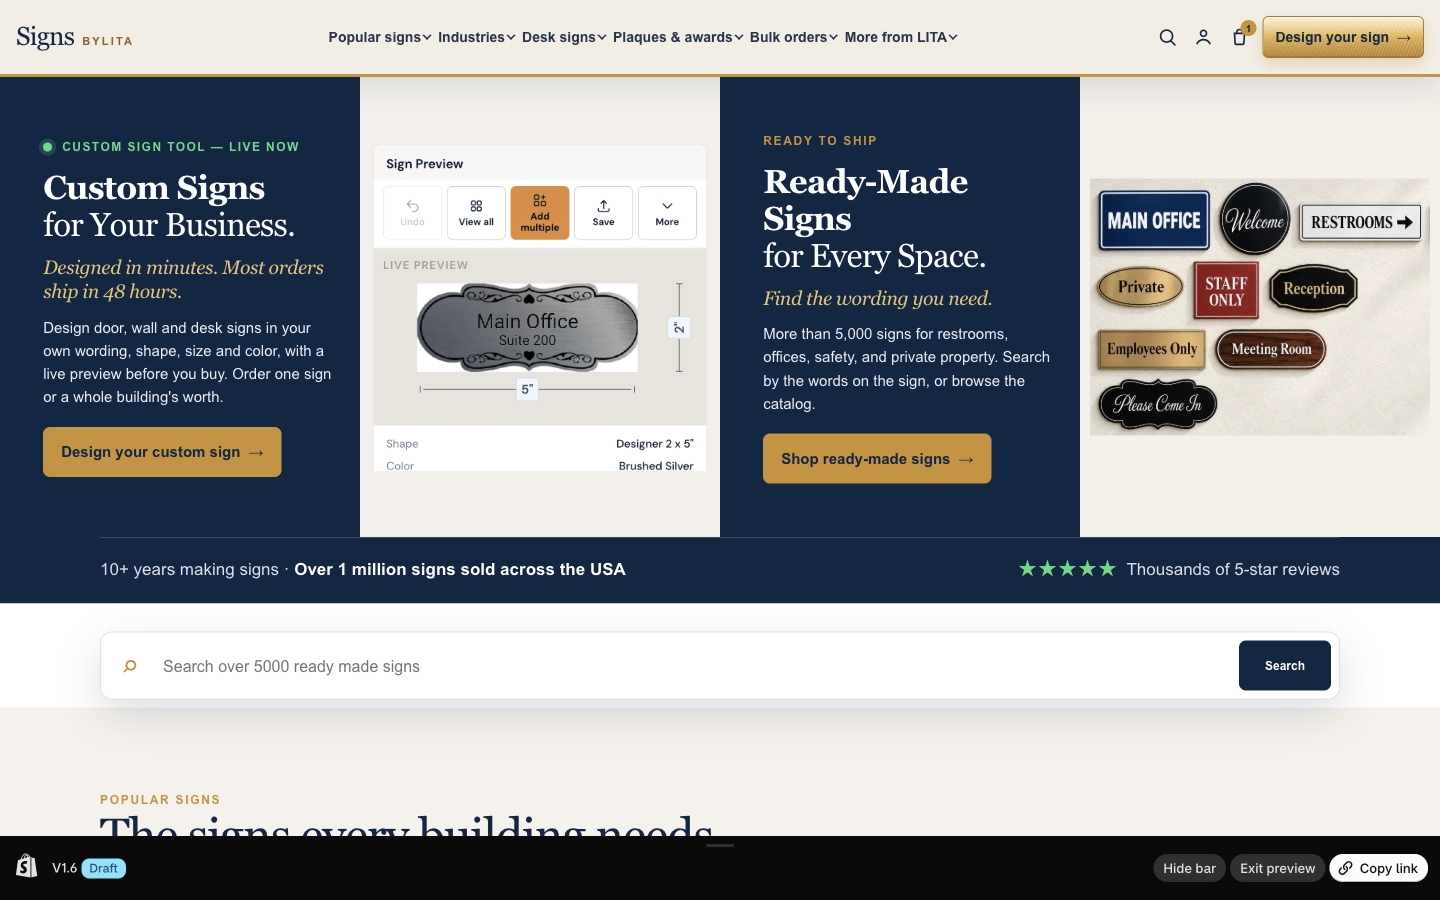 Signs BYLITA
Popular signs Industries Desk signs Plaques & awards Bulk orders More from LITA
1
Design your sign →
CUSTOM SIGN TOOL — LIVE NOW
Custom Signs
for Your Business.
Designed in minutes. Most orders
ship in 48 hours.
Design door, wall and desk signs in your
own wording, shape, size and color, with a
live preview before you buy. Order one sign
or a whole building's worth.
Design your custom sign →
Sign Preview
Undo
View all
Add
multiple
Save
More
LIVE PREVIEW
Main Office
Suite 200
2"
5"
Shape Designer 2 x 5"
Color Brushed Silver
READY TO SHIP
Ready-Made
Signs
for Every Space.
Find the wording you need.
More than 5,000 signs for restrooms,
offices, safety, and private property. Search
by the words on the sign, or browse the
catalog.
Shop ready-made signs →
MAIN OFFICE
Welcome
RESTROOMS
Private
STAFF
ONLY
Reception
Employees Only
Meeting Room
Please Come In
10+ years making signs · Over 1 million signs sold across the USA
★★★★★ Thousands of 5-star reviews
Search over 5000 ready made signs
Search
POPULAR SIGNS
The signs every building needs
V1.6 Draft
Hide bar
Exit preview
Copy link